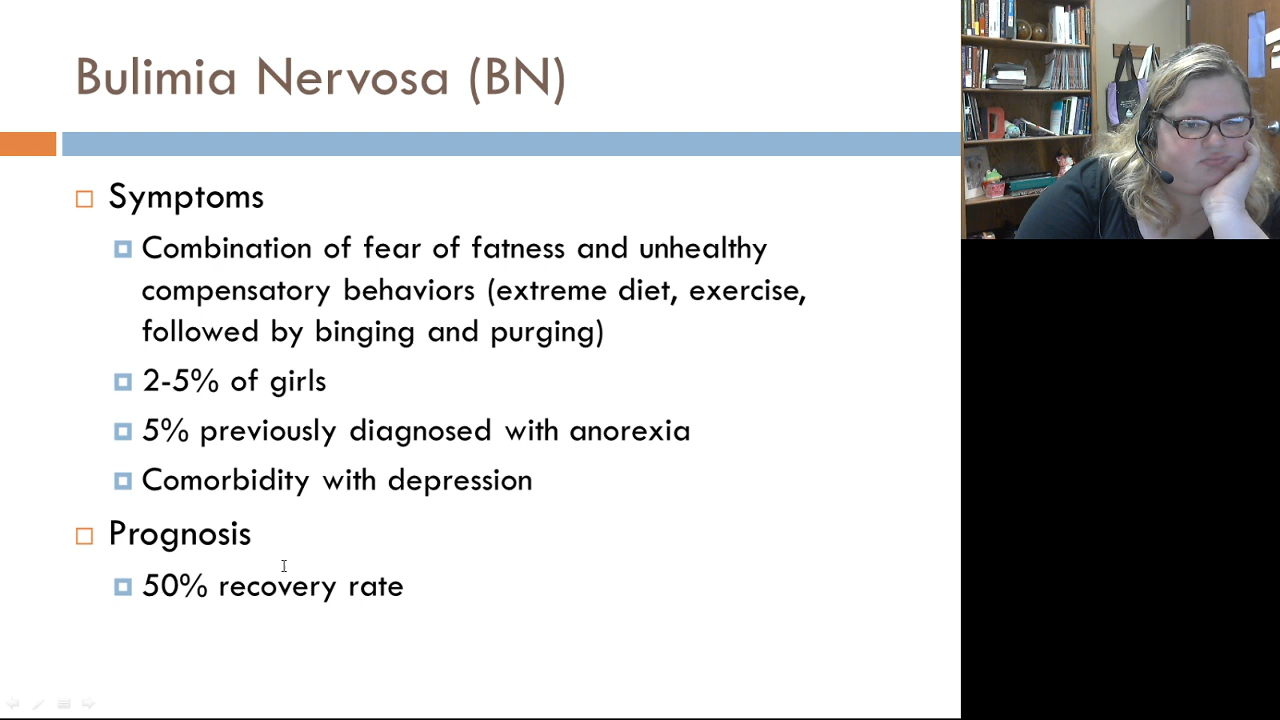 Bulimia Nervosa (BN)
Symptoms
Combination of fear of fatness and unhealthy
compensatory behaviors (extreme diet, exercise,
followed by binging and purging)
2-5% of girls
5% previously diagnosed with anorexia
Comorbidity with depression
Prognosis
50% recovery rate